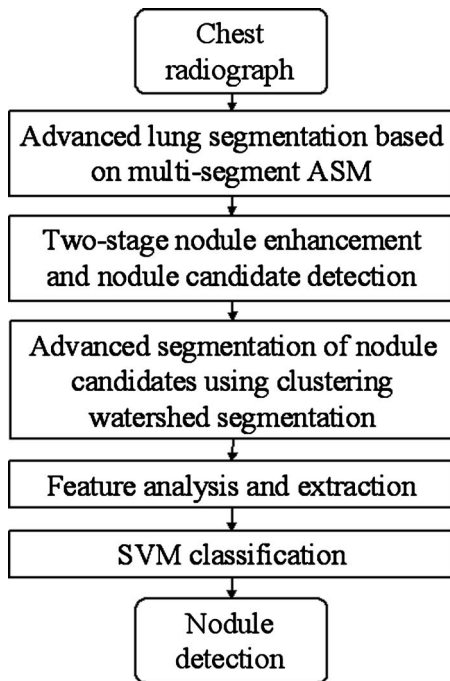 Chest
radiograph
Advanced lung segmentation based
on multi-segment ASM
Two-stage nodule enhancement
and nodule candidate detection
Advanced segmentation of nodule
candidates using clustering
watershed segmentation
Feature analysis and extraction
SVM classification
Nodule
detection